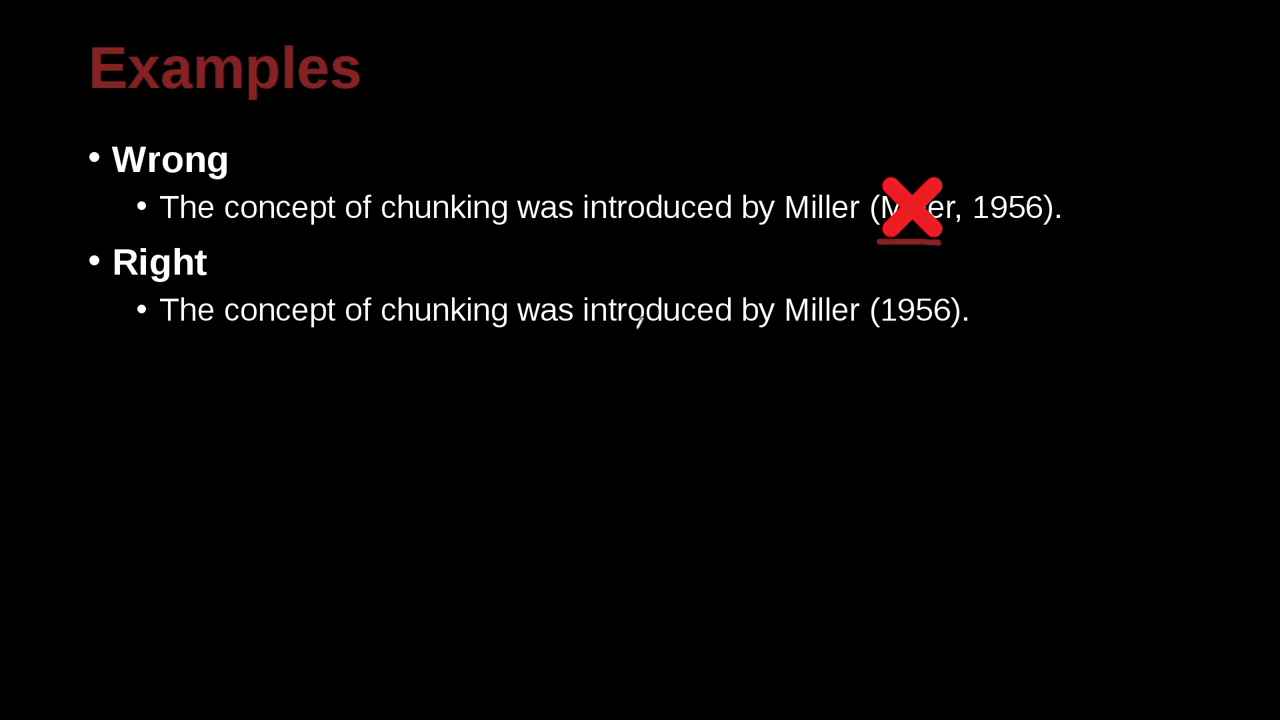 Examples
• Wrong
• The concept of chunking was introduced by Miller (Miller, 1956).
• Right
• The concept of chunking was introduced by Miller (1956).